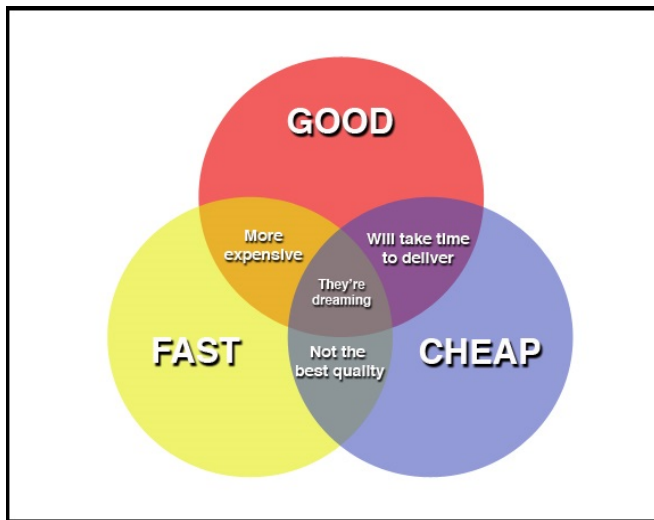 GOOD
More
expensive
Will take time
to deliver
They're
dreaming
FAST
Not the
best quality
CHEAP